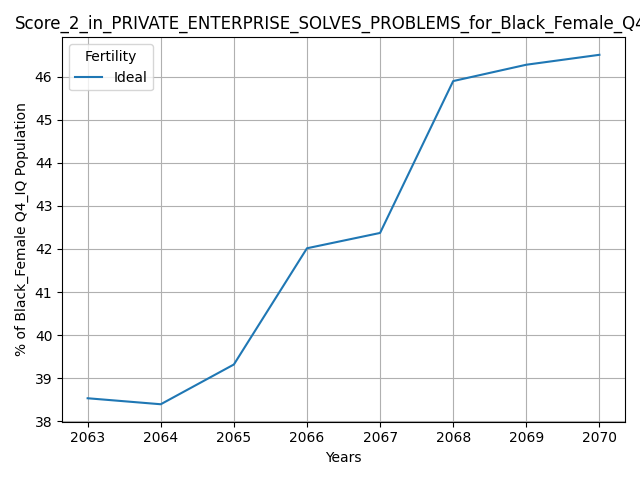 Score_2_in_PRIVATE_ENTERPRISE_SOLVES_PROBLEMS_for_Black_Female_Q4
Fertility
Ideal
% of Black_Female Q4_IQ Population
46
45
44
43
42
41
40
39
38
2063 2064 2065 2066 2067 2068 2069 2070
Years